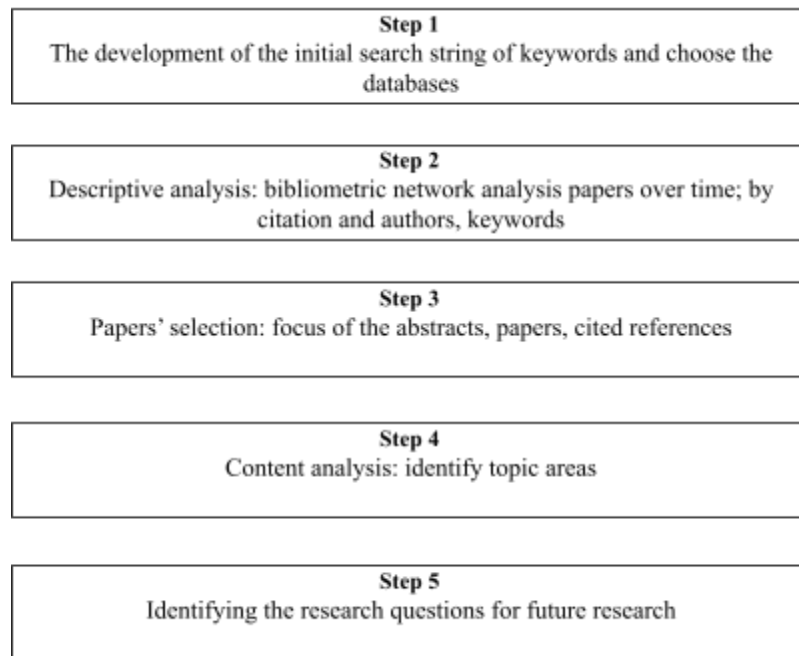 Step 1
The development of the initial search string of keywords and choose the
databases
Step 2
Descriptive analysis: bibliometric network analysis papers over time; by
citation and authors, keywords
Step 3
Papers’ selection: focus of the abstracts, papers, cited references
Step 4
Content analysis: identify topic areas
Step 5
Identifying the research questions for future research